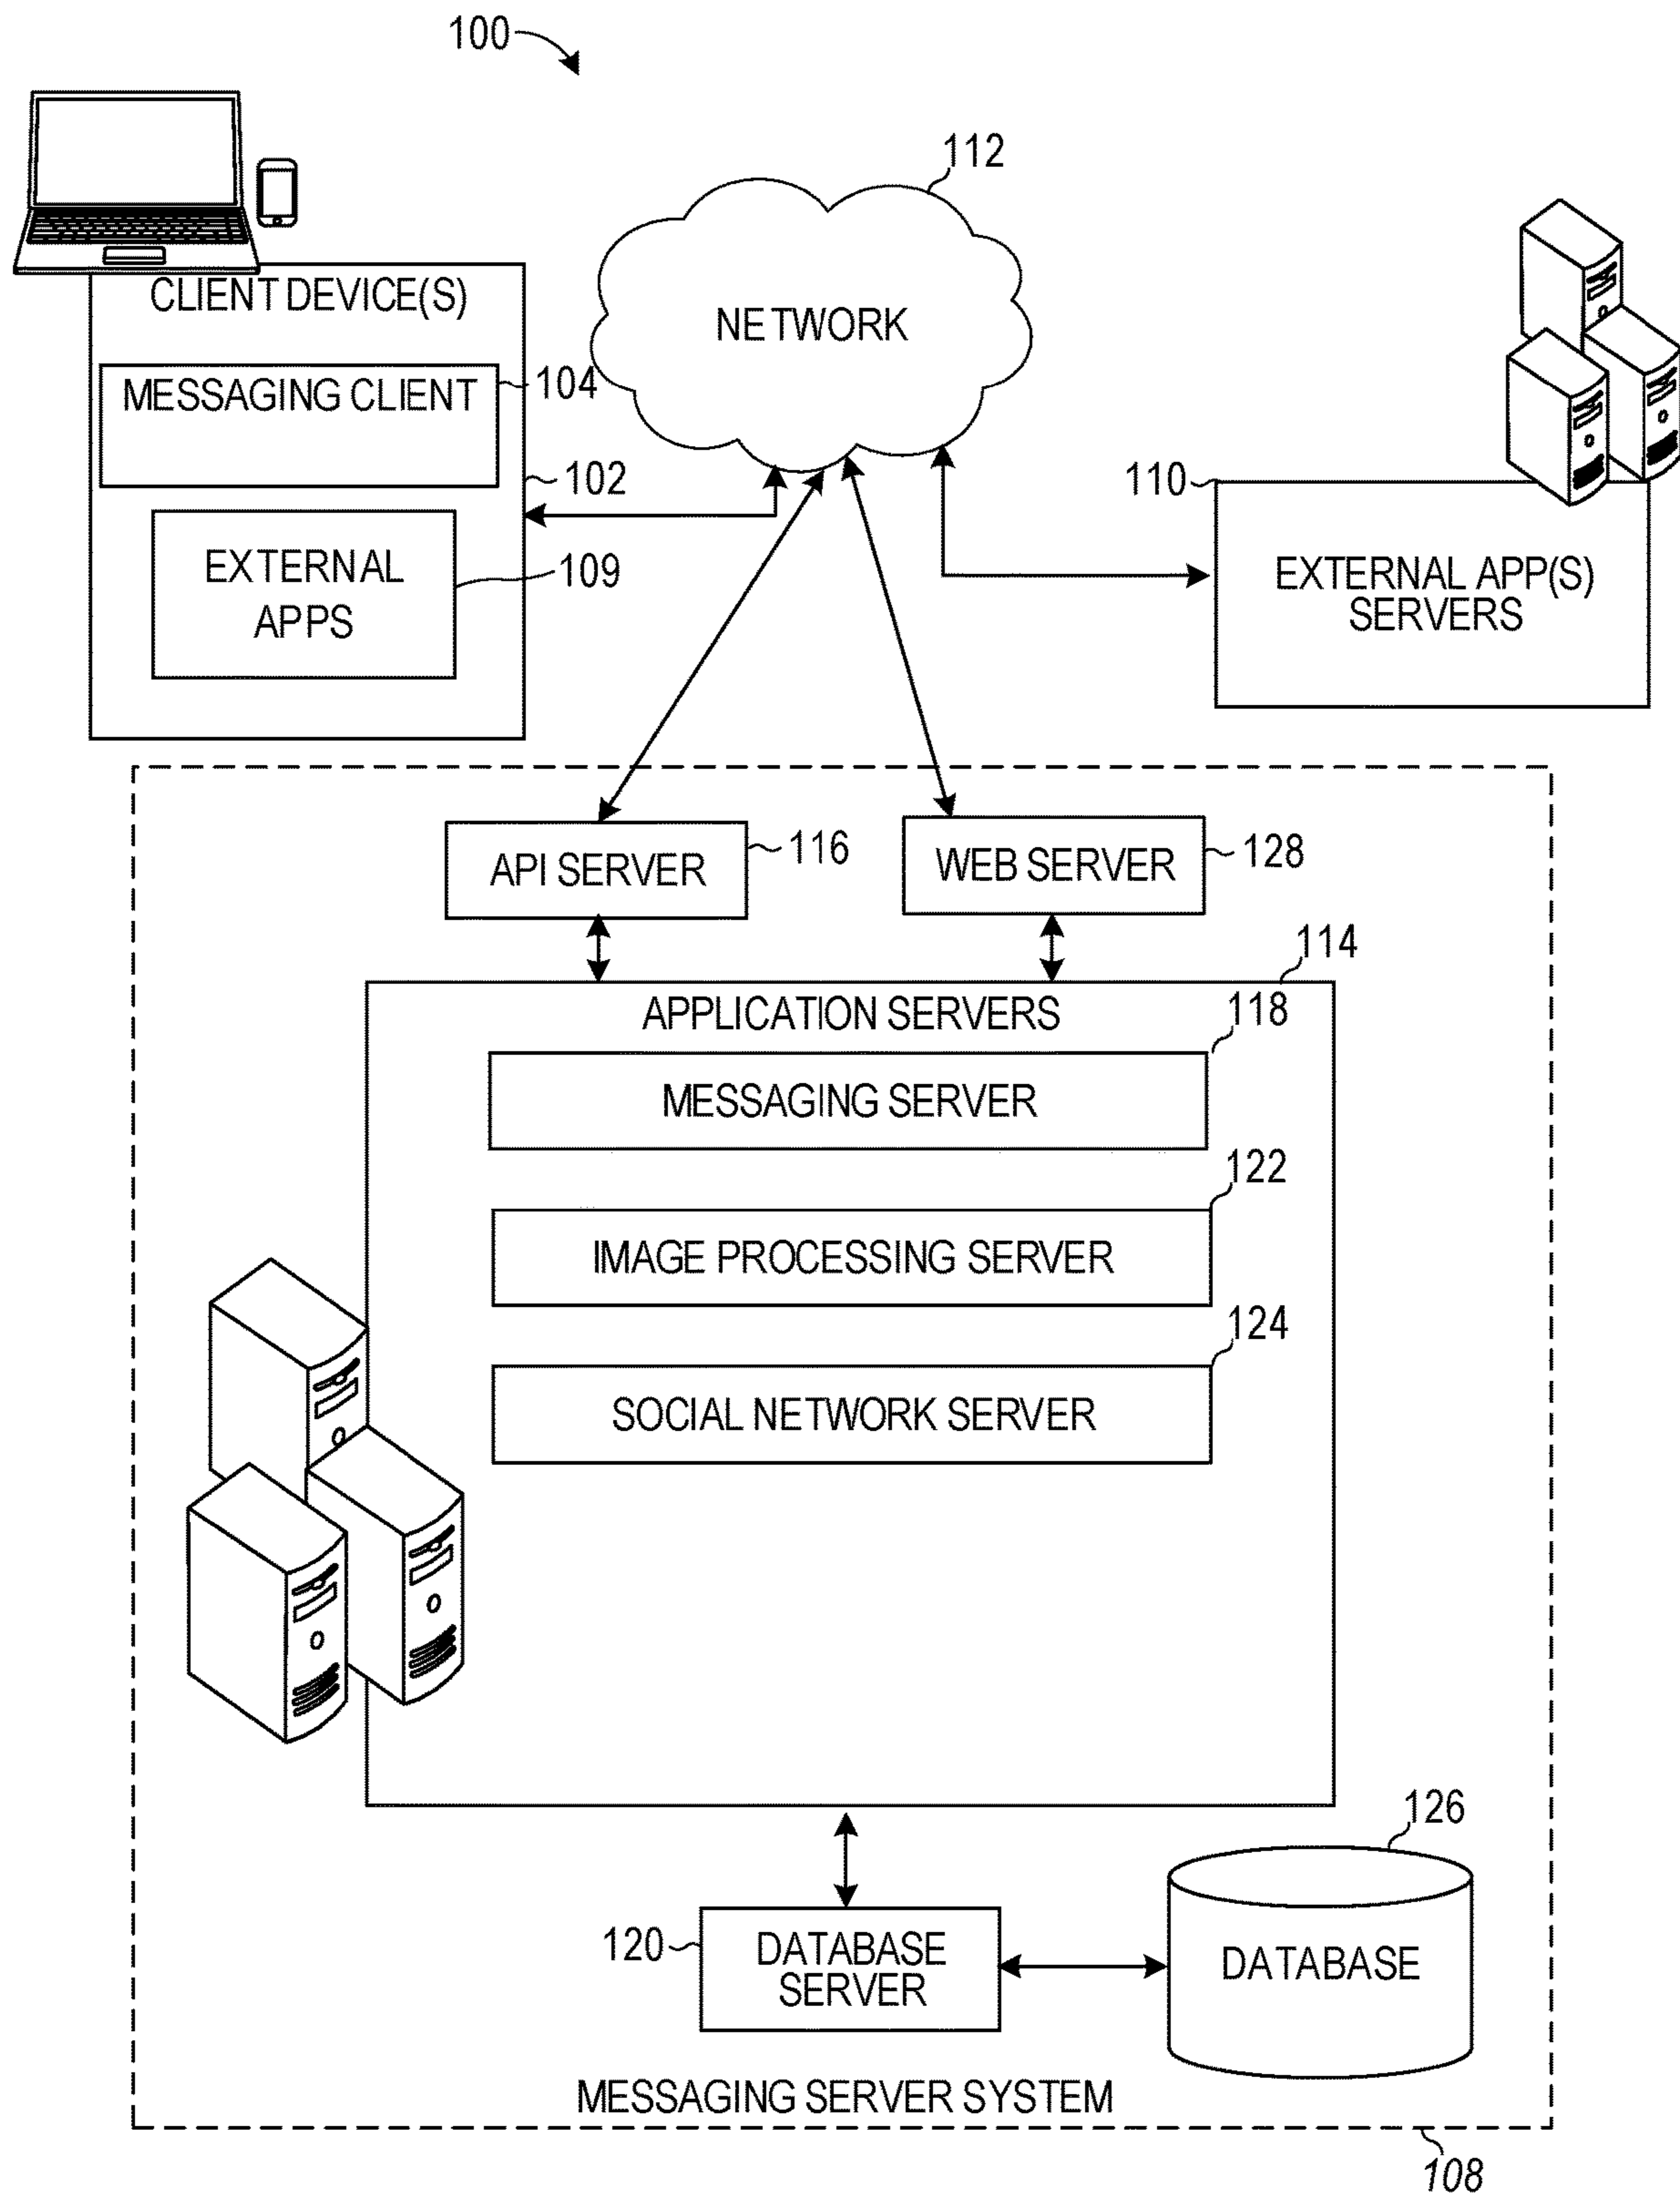 100
112
CLIENT DEVICE(S)
NETWORK
MESSAGING CLIENT
104
102
110
EXTERNAL
APPS
109
EXTERNAL APP(S)
SERVERS
API SERVER
116
WEB SERVER
128
114
APPLICATION SERVERS
118
MESSAGING SERVER
122
IMAGE PROCESSING SERVER
124
SOCIAL NETWORK SERVER
126
120
DATABASE
SERVER
DATABASE
MESSAGING SERVER SYSTEM
108